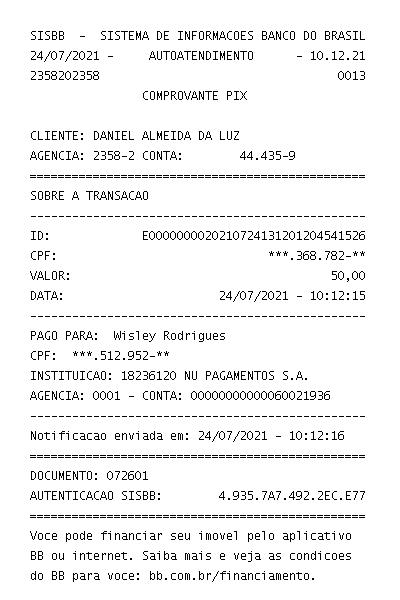 SISBB - SISTEMA DE INFORMACOES BANCO DO BRASIL
24/07/2021 - AUTOATENDIMENTO - 10.12.21
2358202358 0013
COMPROVANTE PIX
CLIENTE: DANIEL ALMEIDA DA LUZ
AGENCIA: 2358-2 CONTA: 44.435-9
================================================
SOBRE A TRANSACAO
------------------------------------------------
ID: E0000000020210724131201204541526
CPF: ***.368.782-**
VALOR: 50,00
DATA: 24/07/2021 - 10:12:15
------------------------------------------------
PAGO PARA: Wisley Rodrigues
CPF: ***.512.952-**
INSTITUICAO: 18236120 NU PAGAMENTOS S.A.
AGENCIA: 0001 - CONTA: 00000000000060021936
------------------------------------------------
Notificacao enviada em: 24/07/2021 - 10:12:16
================================================
DOCUMENTO: 072601
AUTENTICACAO SISBB: 4.935.7A7.492.2EC.E77
================================================
Voce pode financiar seu imovel pelo aplicativo
BB ou internet. Saiba mais e veja as condicoes
do BB para voce: bb.com.br/financiamento.